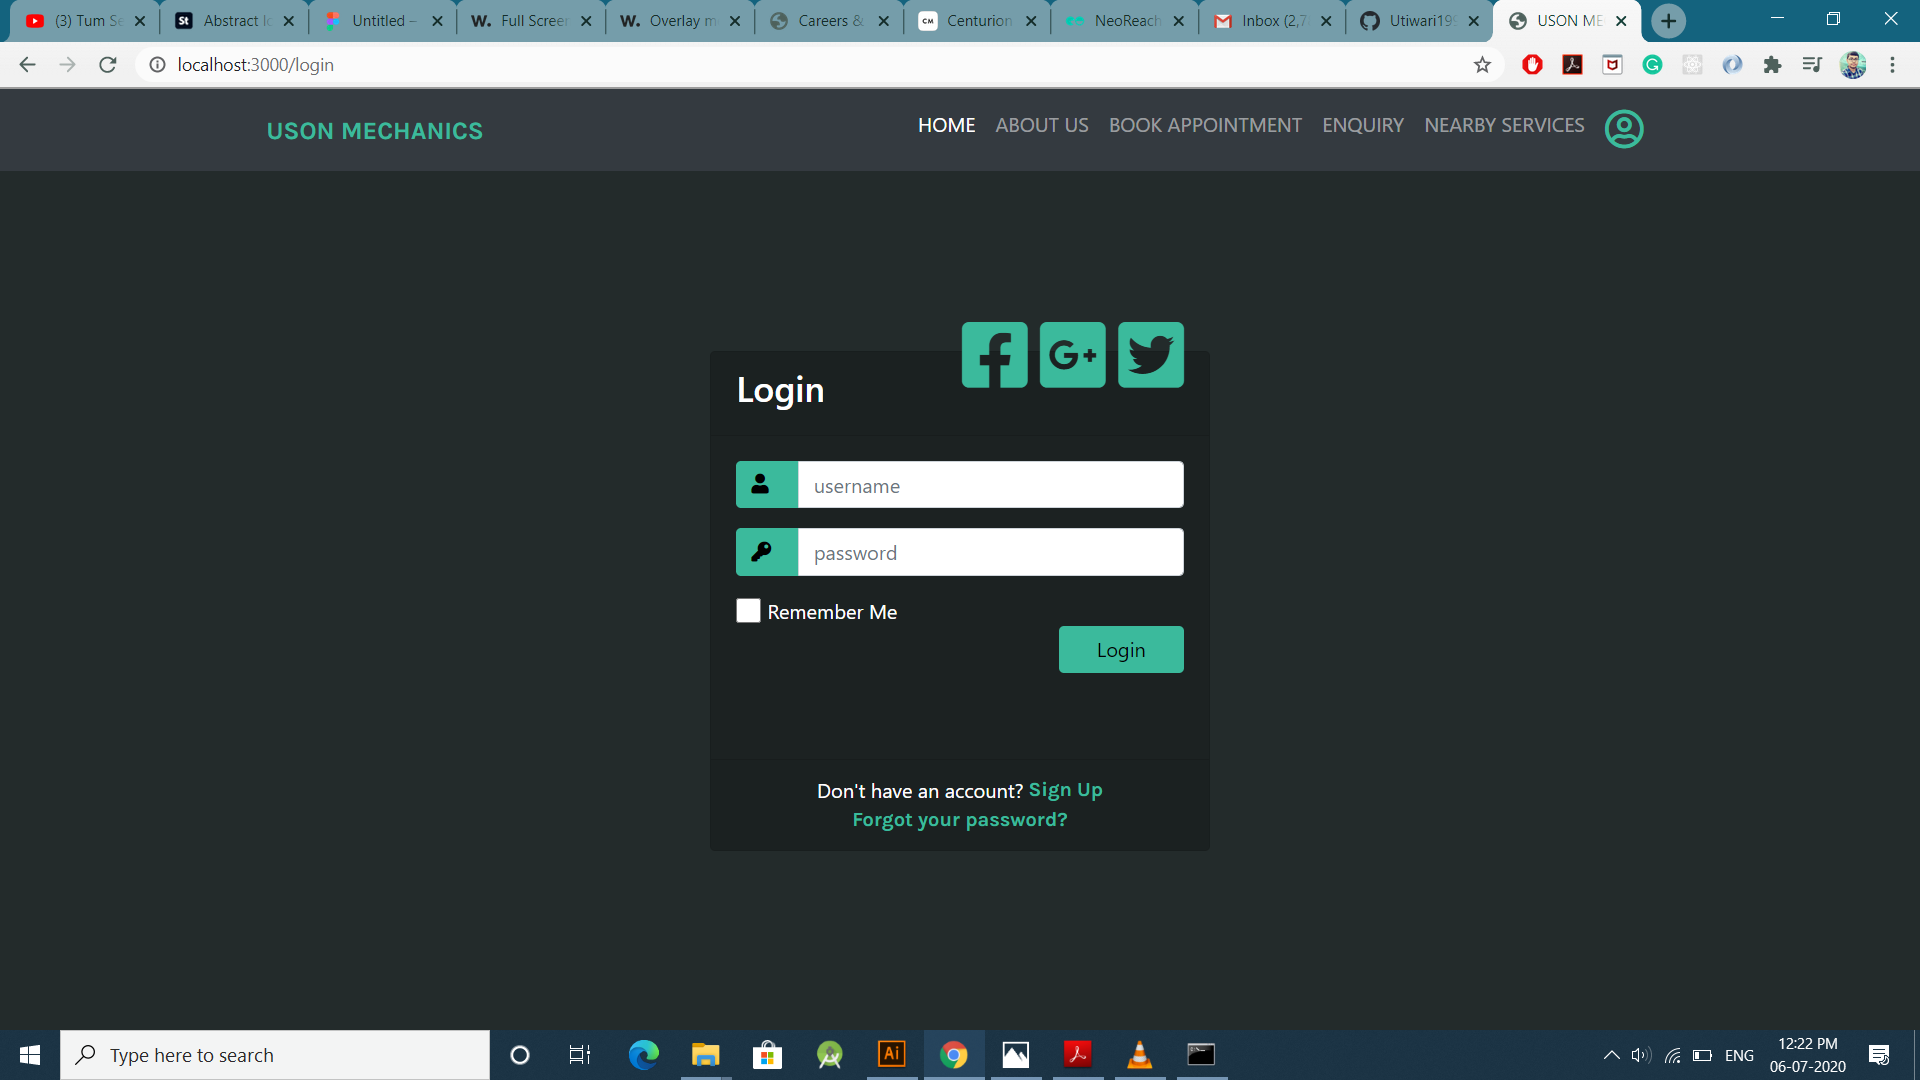 (3) Tum Se
Abstract Ic
Untitled –
Full Screen
Overlay m
Careers &
Centurion
NeoReach
Inbox (2,7
Utiwari199
USON ME
localhost:3000/login
USON MECHANICS
HOME
ABOUT US
BOOK APPOINTMENT
ENQUIRY
NEARBY SERVICES
G+
Login
username
password
Remember Me
Login
Don't have an account? Sign Up
Forgot your password?
Type here to search
Ai
ENG
12:22 PM
06-07-2020